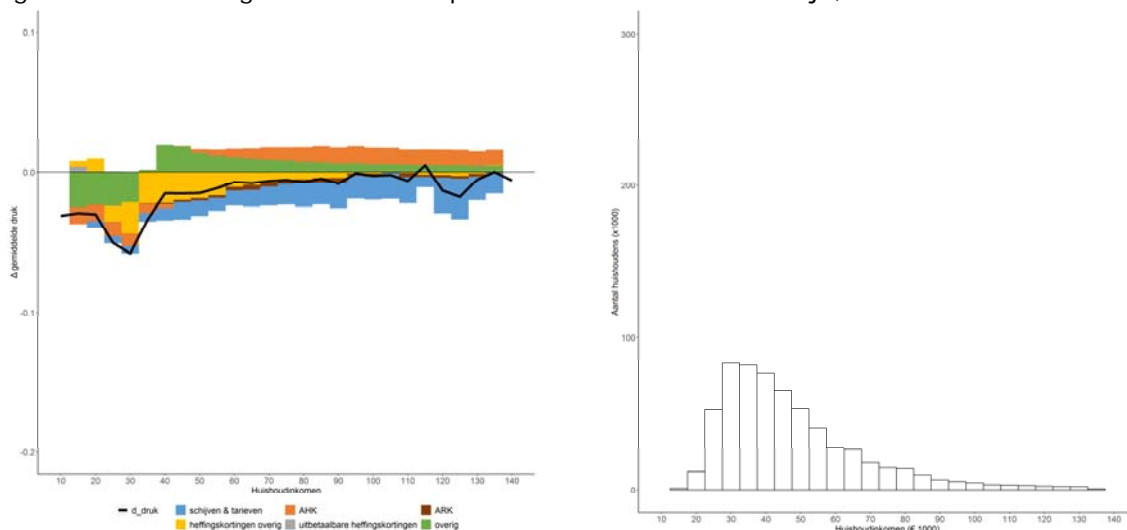 0.1
0.0
-0.1
-0.2
Δ gemiddelde druk
10 20 30 40 50 60 70 80 90 100 110 120 130 140
Huishoudinkomen
d_druk schijven & tarieven AHK ARK
heffingskortingen overig uitbetaalbare heffingskortingen overig
300
200
100
0
Aantal huishoudens (x1000)
10 20 30 40 50 60 70 80 90 100 110 120 130 140
Huishoudinkomen (€ 1000)